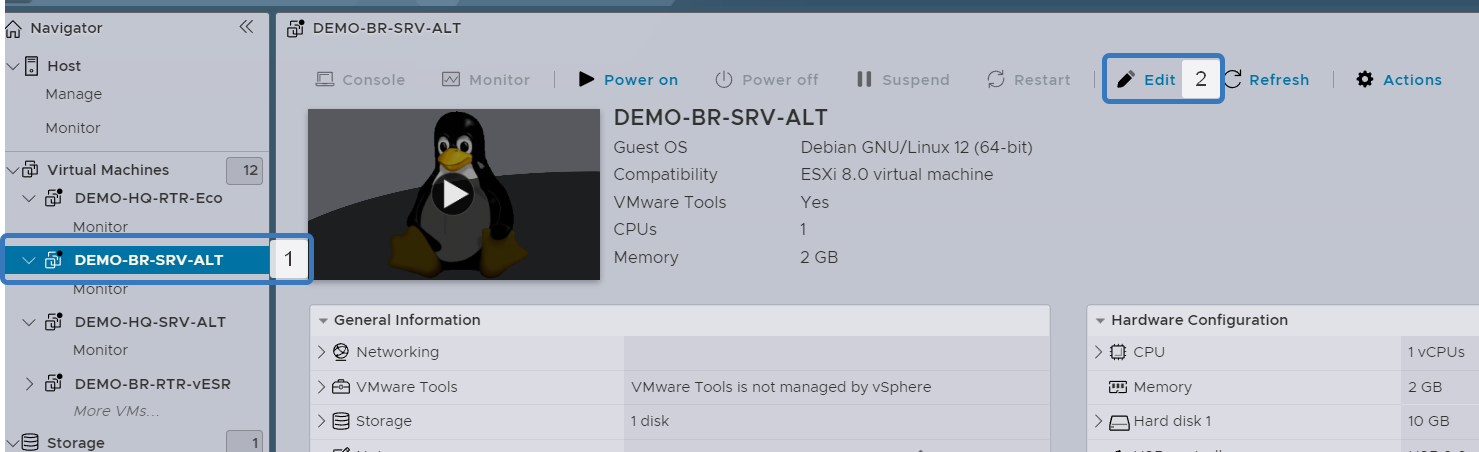 Navigator
Host
Manage
Monitor
Virtual Machines 12
DEMO-HQ-RTR-Eco
Monitor
DEMO-BR-SRV-ALT 1
Monitor
DEMO-HQ-SRV-ALT
Monitor
DEMO-BR-RTR-vESR
More VMs...
Storage 1
DEMO-BR-SRV-ALT
Console Monitor Power on Power off Suspend Restart Edit 2 Refresh Actions
DEMO-BR-SRV-ALT
Guest OS Debian GNU/Linux 12 (64-bit)
Compatibility ESXi 8.0 virtual machine
VMware Tools Yes
CPUs 1
Memory 2 GB
General Information
Networking
VMware Tools VMware Tools is not managed by vSphere
Storage 1 disk
Hardware Configuration
CPU 1 vCPUs
Memory 2 GB
Hard disk 1 10 GB